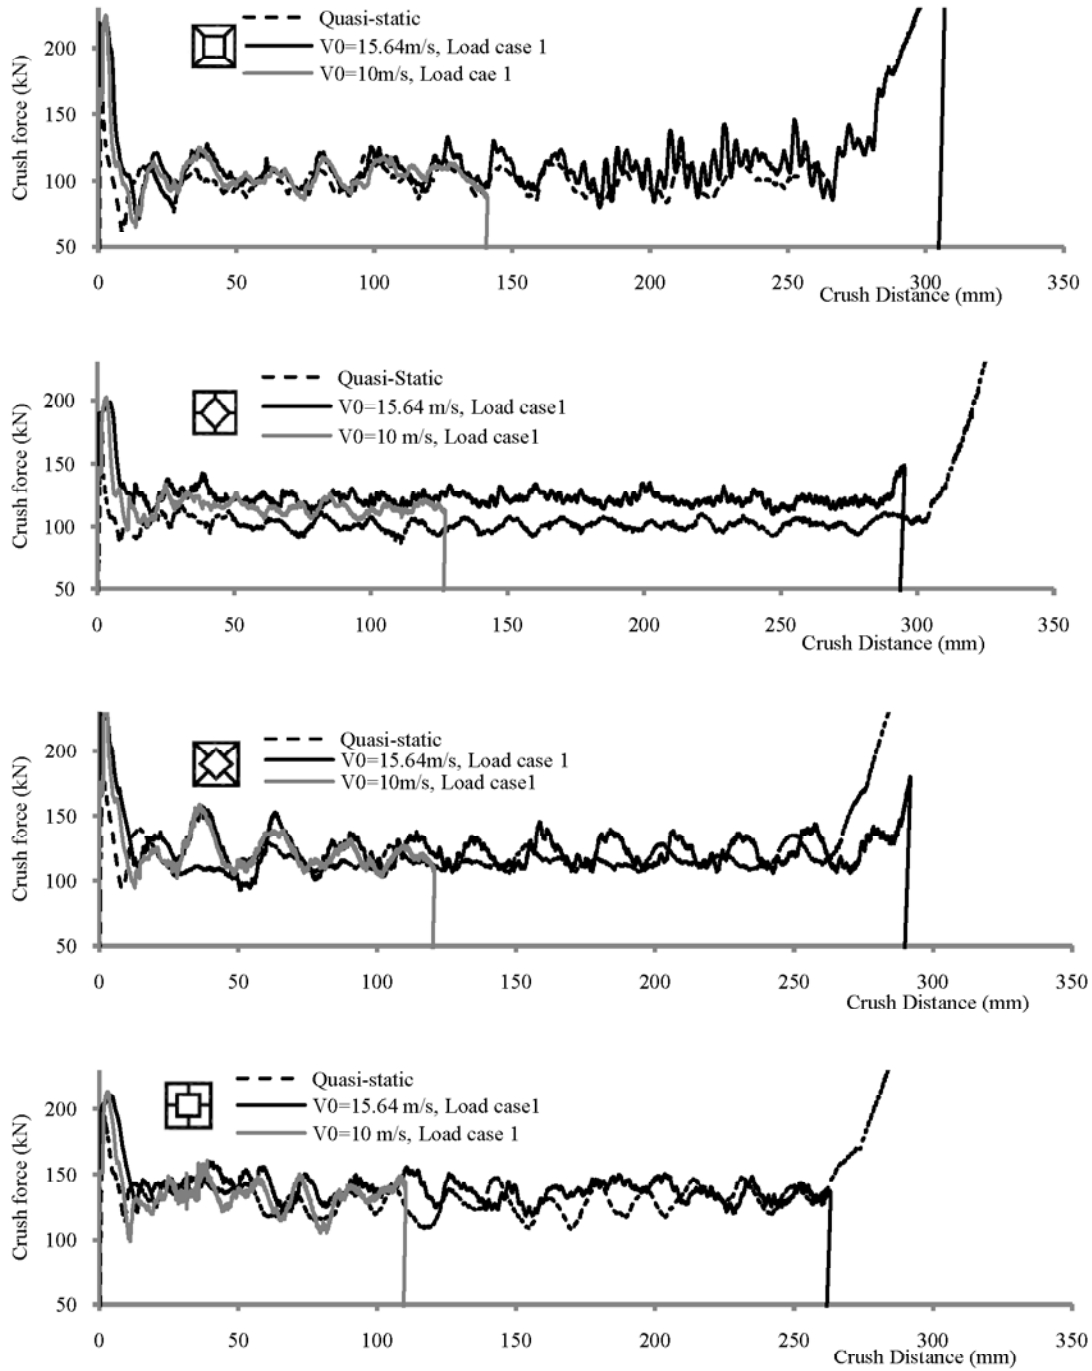 Quasi-static
V0=15.64m/s, Load case 1
V0=10m/s, Load cae 1
Crush force (kN)
200
150
100
50
0 50 100 150 200 250 300 350
Crush Distance (mm)
Quasi-Static
V0=15.64 m/s, Load case1
V0=10 m/s, Load case1
Crush force (kN)
200
150
100
50
0 50 100 150 200 250 300 350
Crush Distance (mm)
Quasi-static
V0=15.64m/s, Load case 1
V0=10m/s, Load case1
Crush force (kN)
200
150
100
50
0 50 100 150 200 250 300 350
Crush Distance (mm)
Quasi-static
V0=15.64 m/s, Load case1
V0=10 m/s, Load case 1
Crush force (kN)
200
150
100
50
0 50 100 150 200 250 300 350
Crush Distance (mm)